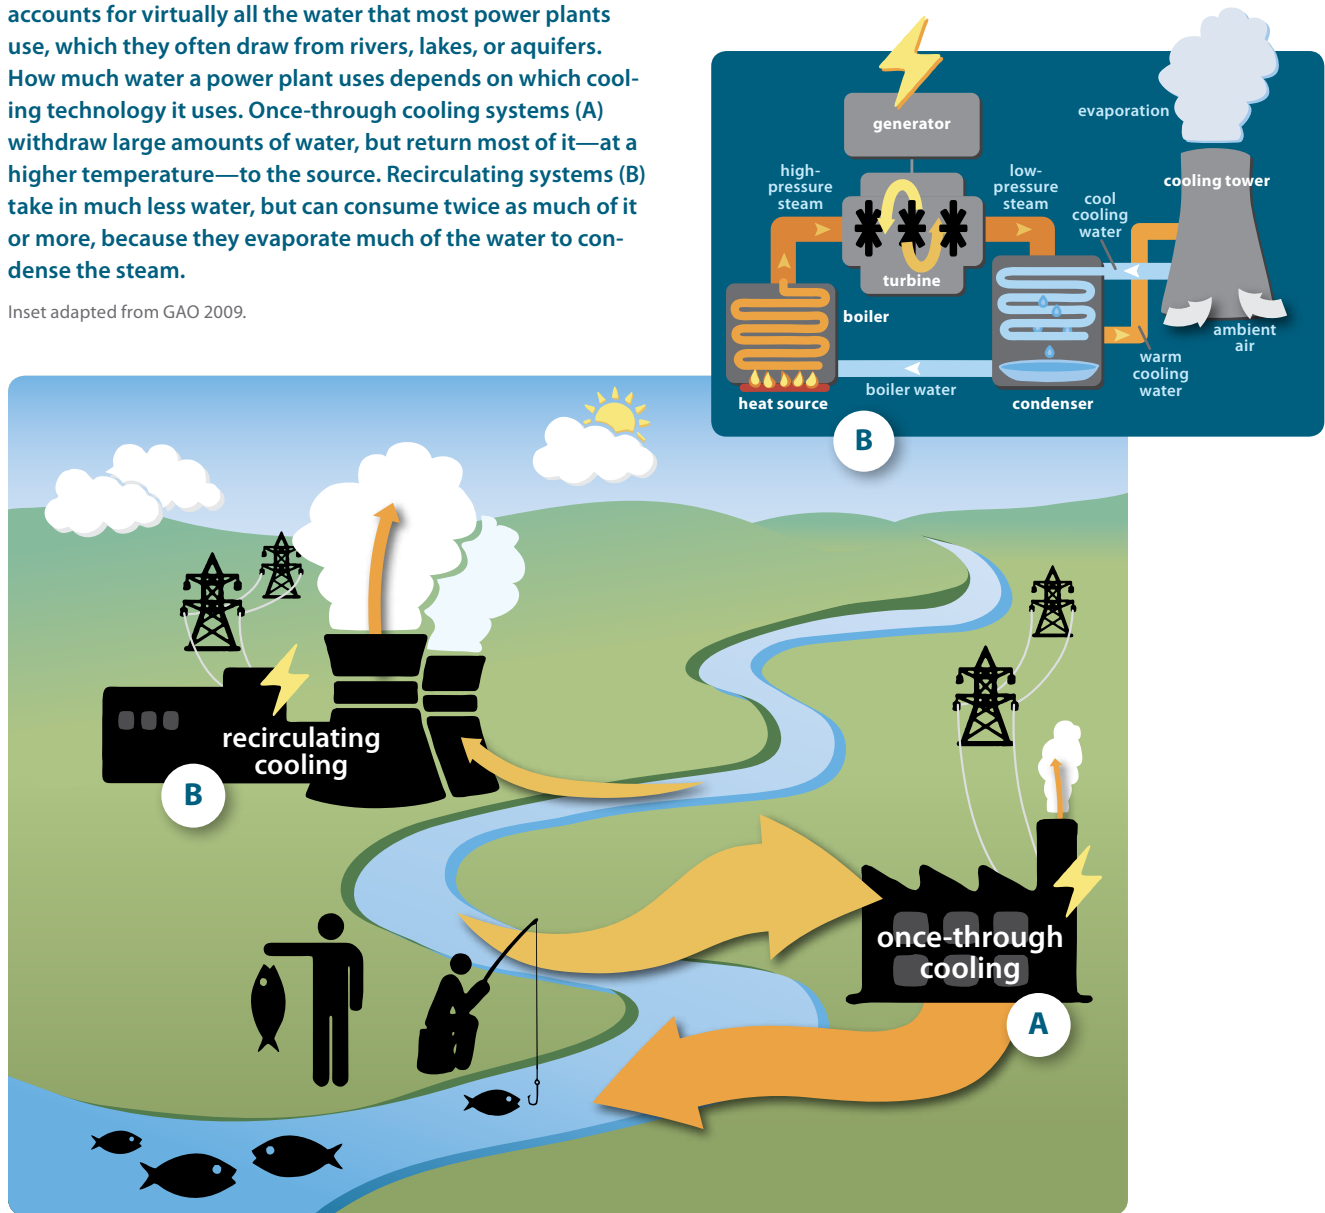 accounts for virtually all the water that most power plants
use, which they often draw from rivers, lakes, or aquifers.
How much water a power plant uses depends on which cool-
ing technology it uses. Once-through cooling systems (A)
withdraw large amounts of water, but return most of it—at a
higher temperature—to the source. Recirculating systems (B)
take in much less water, but can consume twice as much of it
or more, because they evaporate much of the water to con-
dense the steam.
Inset adapted from GAO 2009.
generator
evaporation
cooling tower
high-
pressure
steam
low-
pressure
steam
cool
cooling
water
turbine
boiler
ambient
air
warm
cooling
water
boiler water
heat source
condenser
B
recirculating
cooling
B
once-through
cooling
A